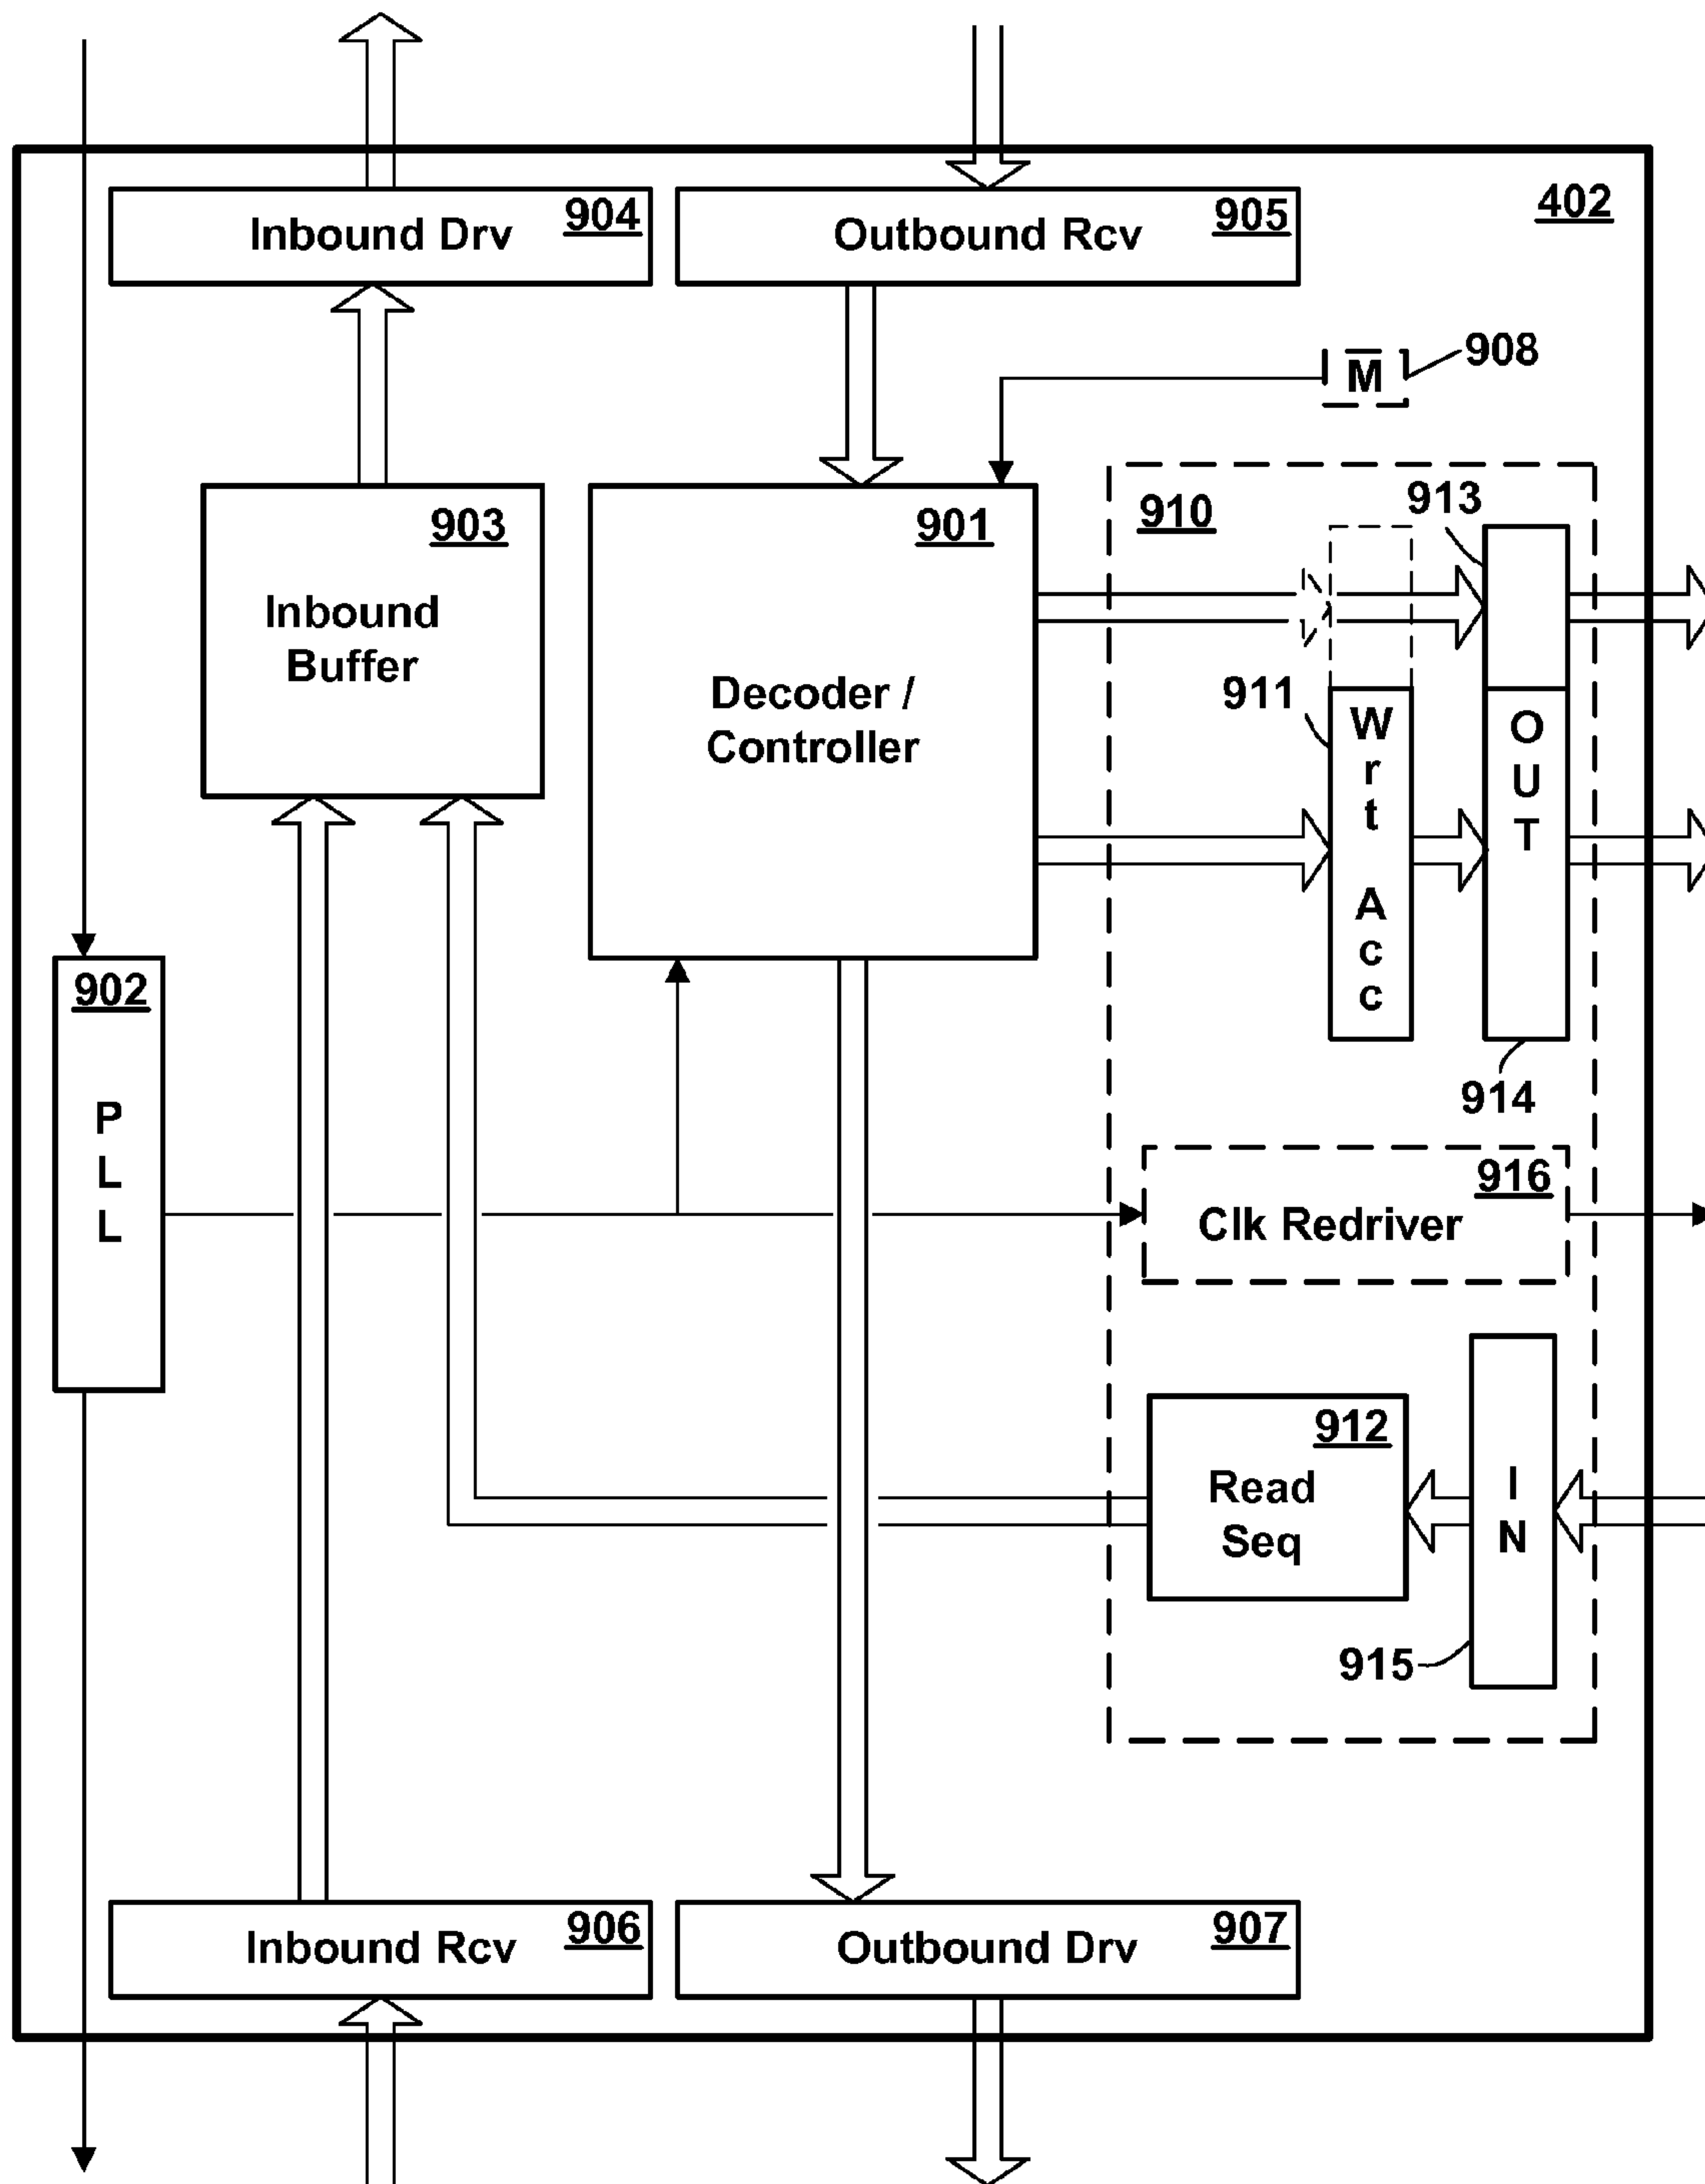 402
904
Inbound Drv
905
Outbound Rcv
M
908
903
Inbound
Buffer
901
Decoder /
Controller
910
913
911
W
r
t
A
c
c
O
U
T
914
902
P
L
L
916
Clk Redriver
912
Read
Seq
I
N
915
906
Inbound Rcv
907
Outbound Drv